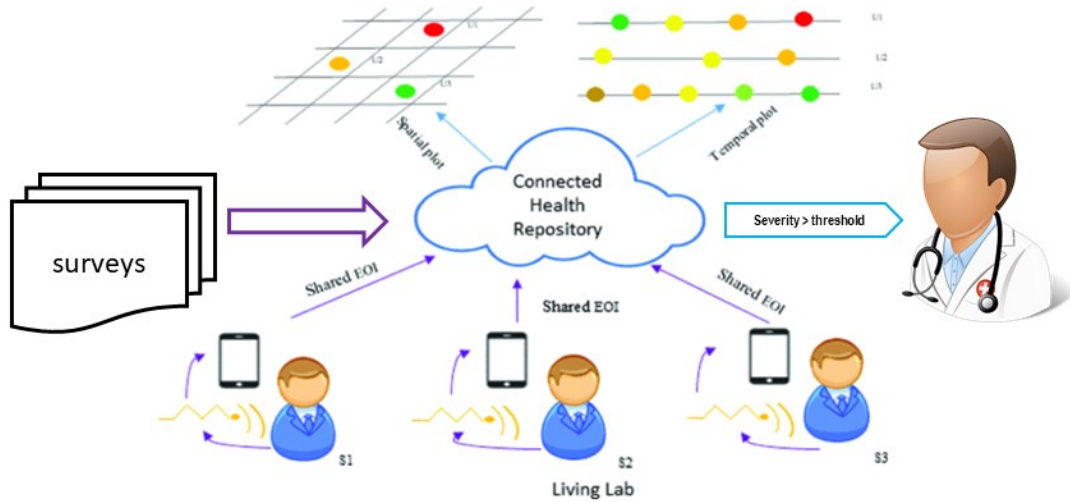 U1
U2
U3
U1
U2
U3
Spatial plot
Temporal plot
Connected
Health
Repository
surveys
Severity > threshold
Shared EOI
Shared EOI
Shared EOI
S1
S2
S3
Living Lab